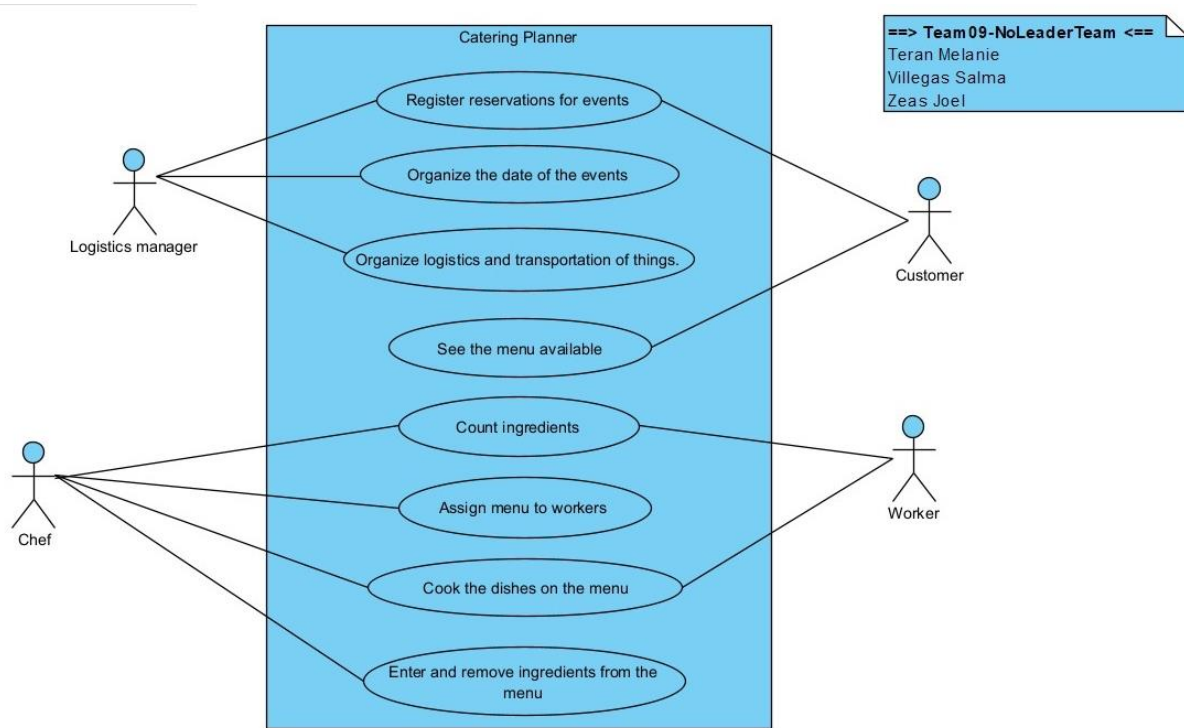 Catering Planner
==> Team09-NoLeaderTeam <==
Teran Melanie
Villegas Salma
Zeas Joel
Register reservations for events
Organize the date of the events
Logistics manager
Organize logistics and transportation of things.
Customer
See the menu available
Count ingredients
Chef
Assign menu to workers
Worker
Cook the dishes on the menu
Enter and remove ingredients from the
menu